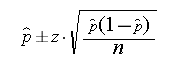 p̂ ± z · √(p̂(1 − p̂) / n)